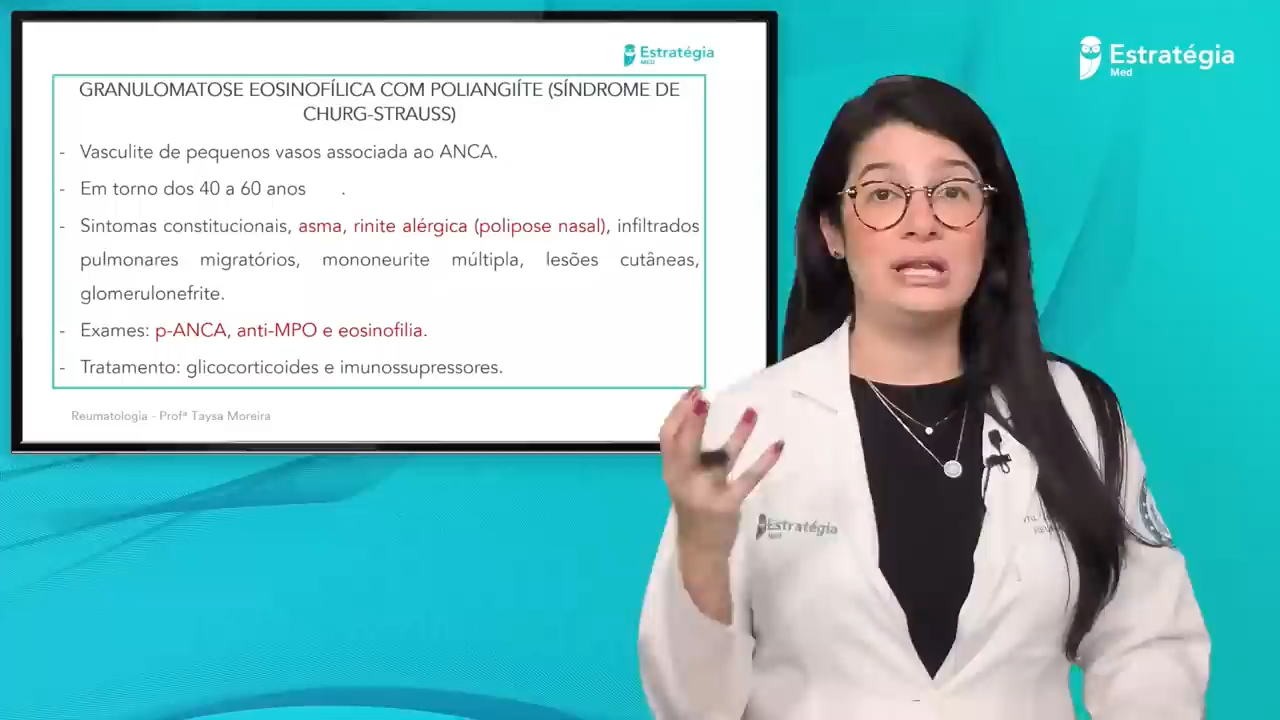 Estratégia
MED
GRANULOMATOSE EOSINOFÍLICA COM POLIANGIÍTE (SÍNDROME DE
CHURG-STRAUSS)
- Vasculite de pequenos vasos associada ao ANCA.
- Em torno dos 40 a 60 anos .
- Sintomas constitucionais, asma, rinite alérgica (polipose nasal), infiltrados
pulmonares migratórios, mononeurite múltipla, lesões cutâneas,
glomerulonefrite.
- Exames: p-ANCA, anti-MPO e eosinofilia.
- Tratamento: glicocorticoides e imunossupressores.
Reumatologia - Profª Taysa Moreira
Estratégia
Med
Estratégia
Med